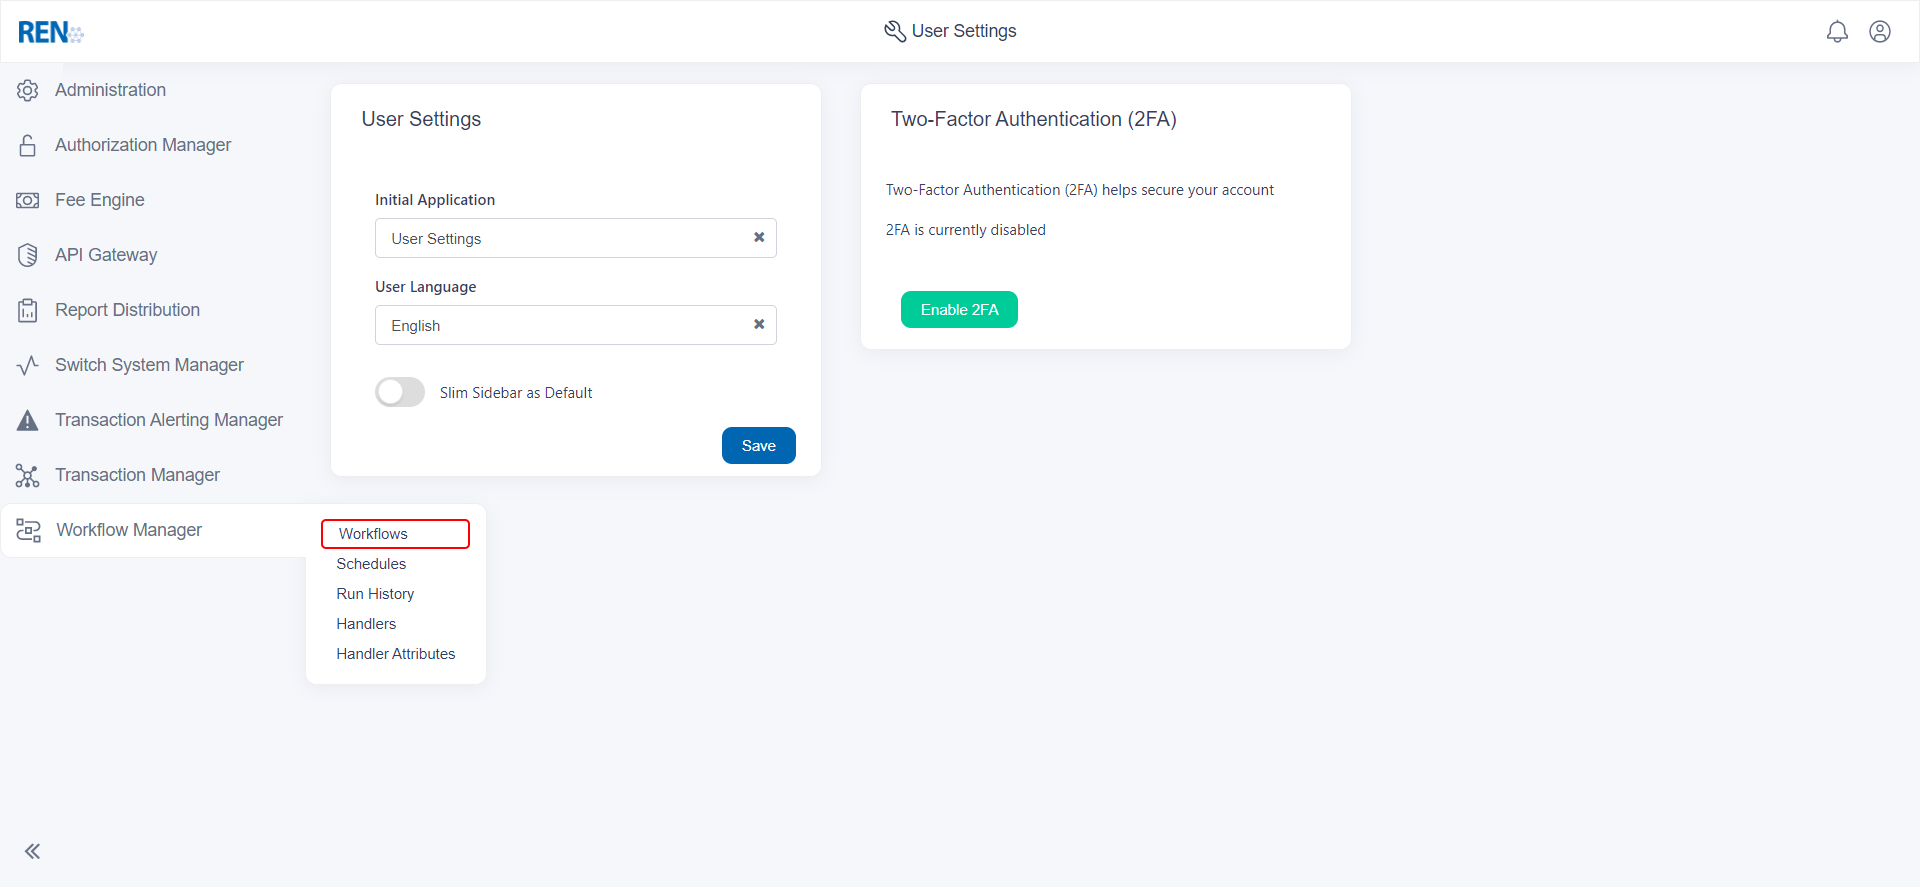 REN
User Settings
Administration
Authorization Manager
Fee Engine
API Gateway
Report Distribution
Switch System Manager
Transaction Alerting Manager
Transaction Manager
Workflow Manager
Workflows
Schedules
Run History
Handlers
Handler Attributes
User Settings
Initial Application
User Settings
User Language
English
Slim Sidebar as Default
Save
Two-Factor Authentication (2FA)
Two-Factor Authentication (2FA) helps secure your account
2FA is currently disabled
Enable 2FA